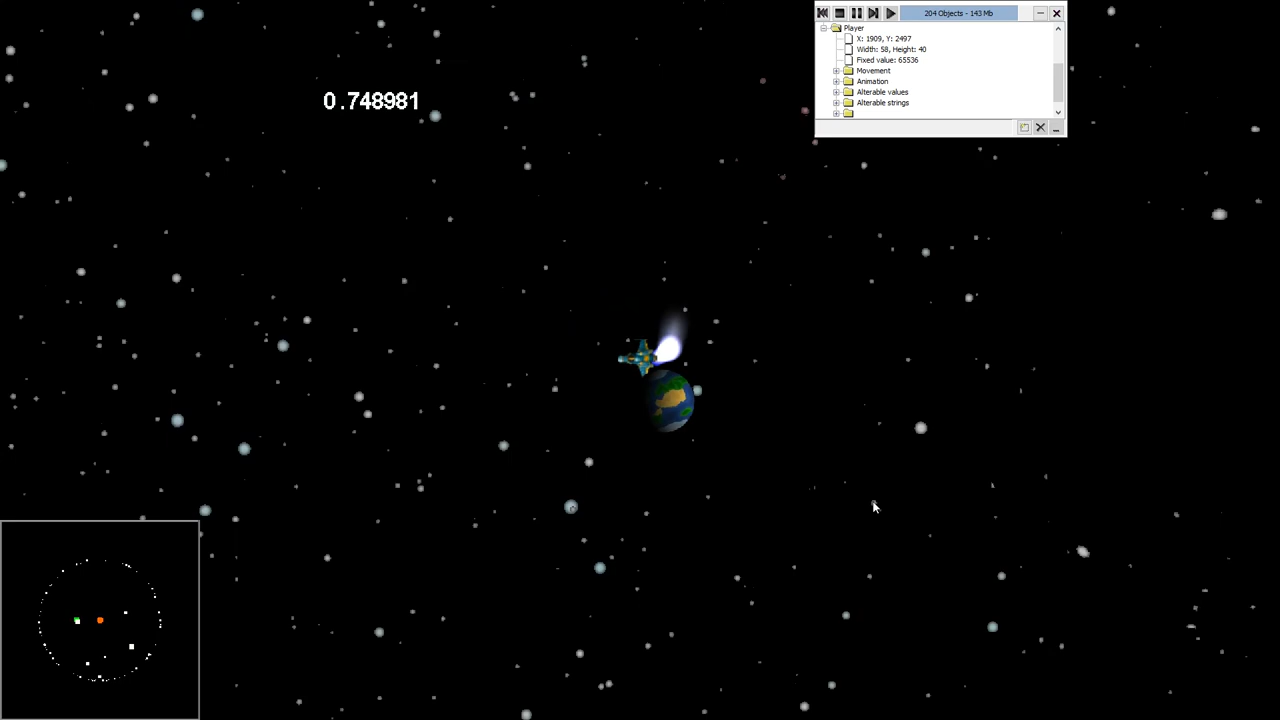 204 Objects - 143 Mb
Player
X: 1909, Y: 2497
Width: 58, Height: 40
Fixed value: 65536
Movement
Animation
Alterable values
Alterable strings
0.748981